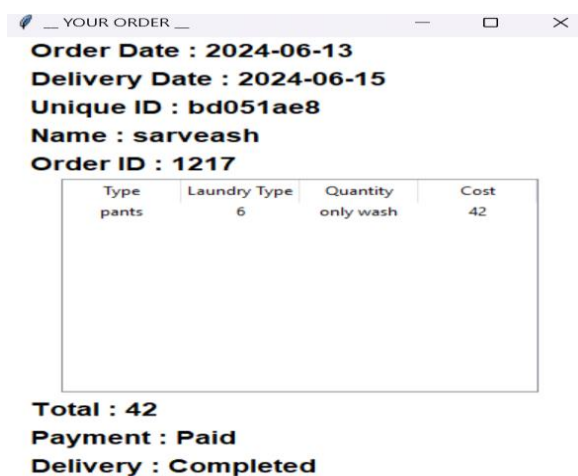 __ YOUR ORDER __
Order Date : 2024-06-13
Delivery Date : 2024-06-15
Unique ID : bd051ae8
Name : sarveash
Order ID : 1217
Type Laundry Type Quantity Cost
pants 6 only wash 42
Total : 42
Payment : Paid
Delivery : Completed